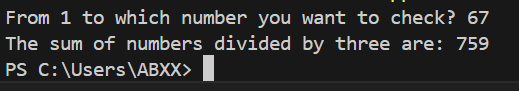 From 1 to which number you want to check? 67
The sum of numbers divided by three are: 759
PS C:\Users\ABXX>